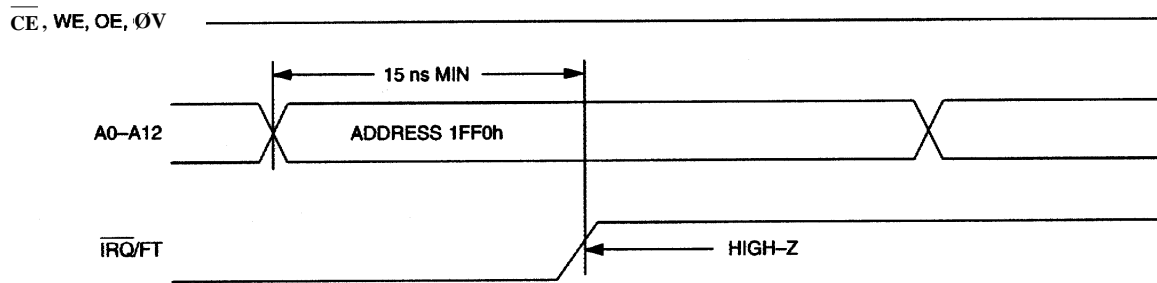 CE, WE, OE, ØV
15 ns MIN
A0–A12
ADDRESS 1FF0h
IRQ/FT
HIGH–Z